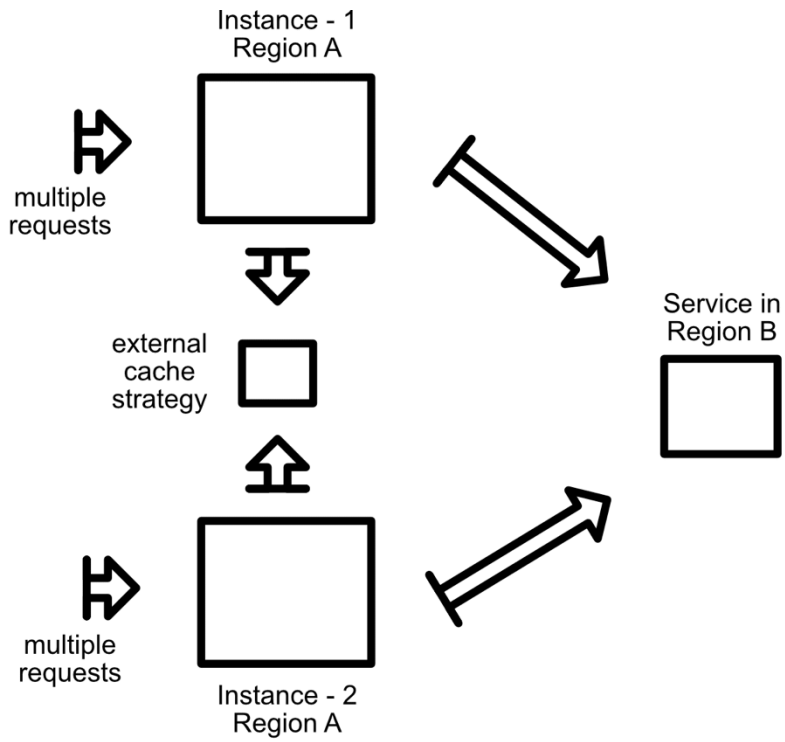 Instance - 1
Region A
multiple
requests
external
cache
strategy
Service in
Region B
multiple
requests
Instance - 2
Region A